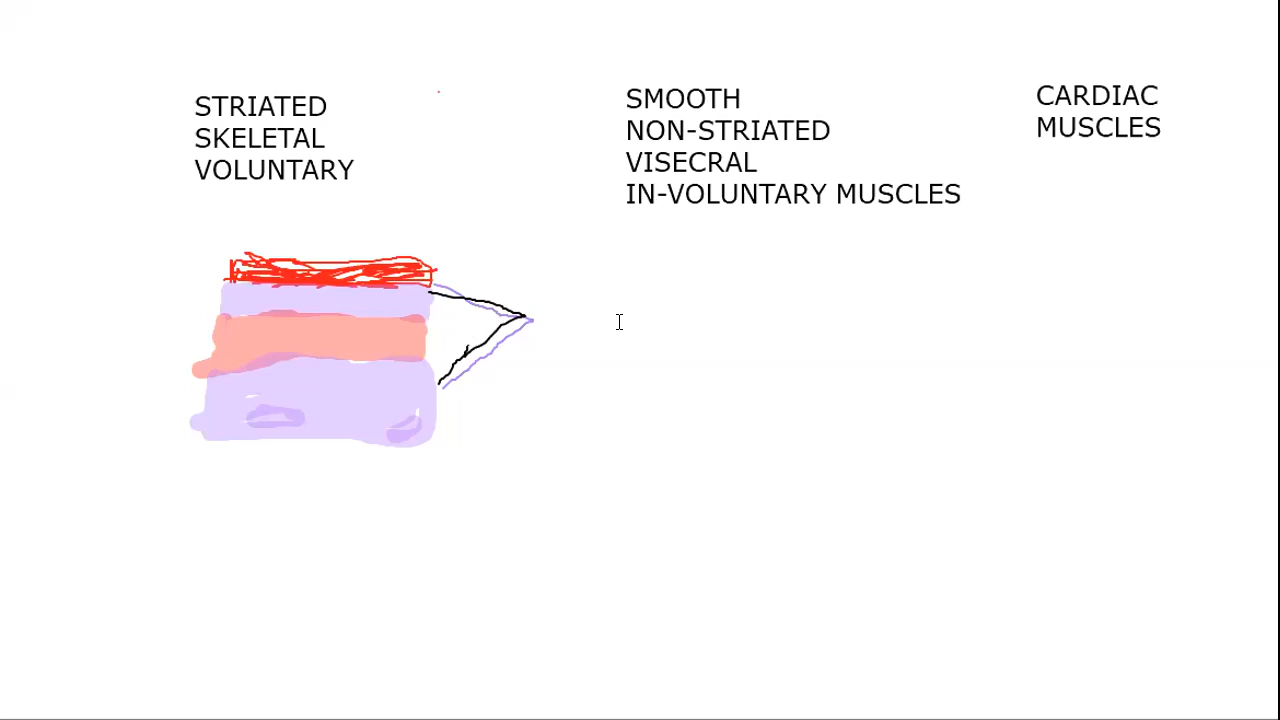 STRIATED
SKELETAL
VOLUNTARY
SMOOTH
NON-STRIATED
VISECRAL
IN-VOLUNTARY MUSCLES
CARDIAC
MUSCLES